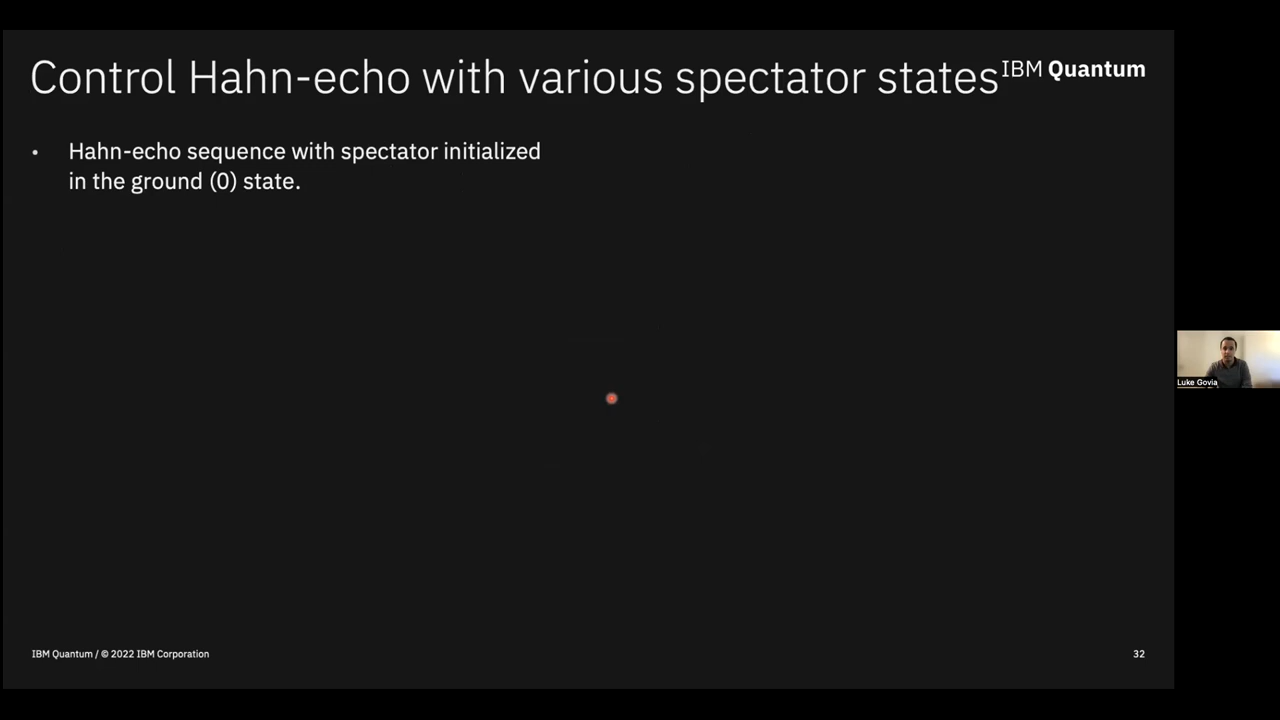 Control Hahn-echo with various spectator states
IBM Quantum
• Hahn-echo sequence with spectator initialized
in the ground (0) state.
Luke Govia
IBM Quantum / © 2022 IBM Corporation
32